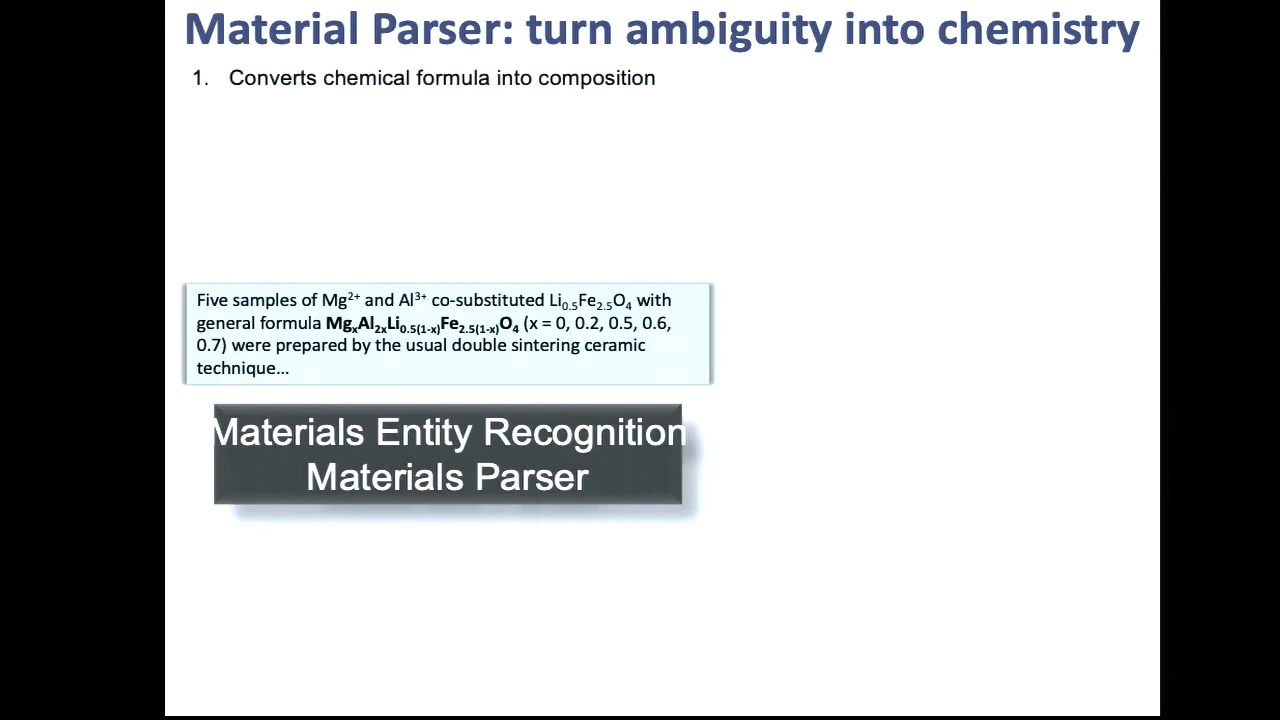 Material Parser: turn ambiguity into chemistry
1. Converts chemical formula into composition
Five samples of Mg²⁺ and Al³⁺ co-substituted Li₀.₅Fe₂.₅O₄ with
general formula MgₓAl₂ₓLi₀.₅₍₁₋ₓ₎Fe₂.₅₍₁₋ₓ₎O₄ (x = 0, 0.2, 0.5, 0.6,
0.7) were prepared by the usual double sintering ceramic
technique...
Materials Entity Recognition
Materials Parser